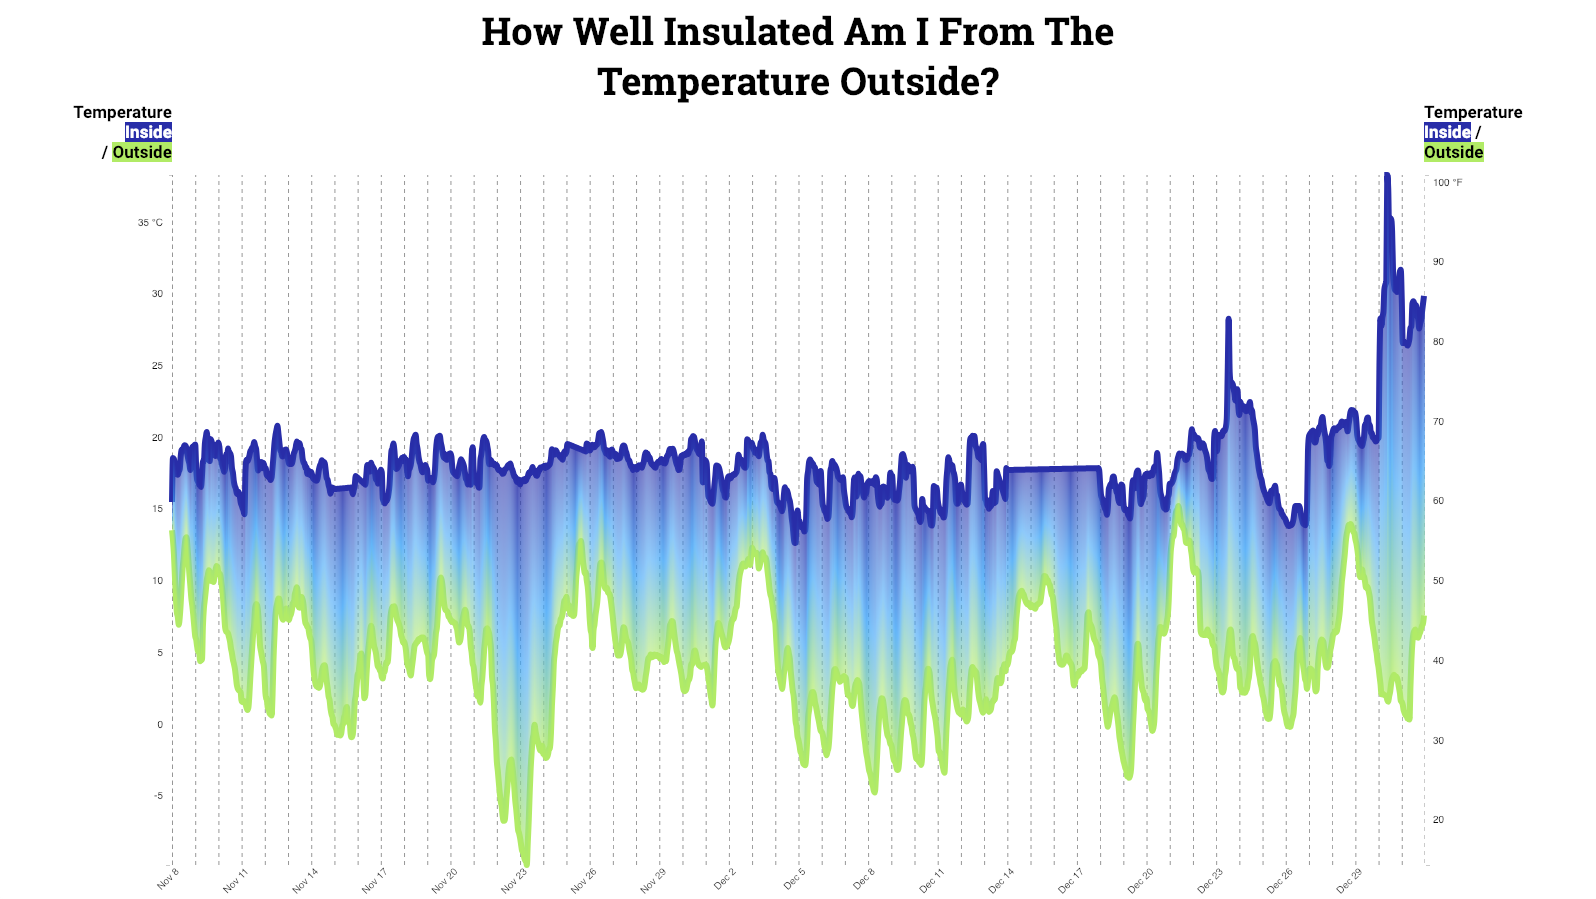 How Well Insulated Am I From The
Temperature Outside?
Temperature
Inside
/ Outside
Temperature
Inside /
Outside
35 °C
30
25
20
15
10
5
0
-5
100 °F
90
80
70
60
50
40
30
20
Nov 8
Nov 11
Nov 14
Nov 17
Nov 20
Nov 23
Nov 26
Nov 29
Dec 2
Dec 5
Dec 8
Dec 11
Dec 14
Dec 17
Dec 20
Dec 23
Dec 26
Dec 29